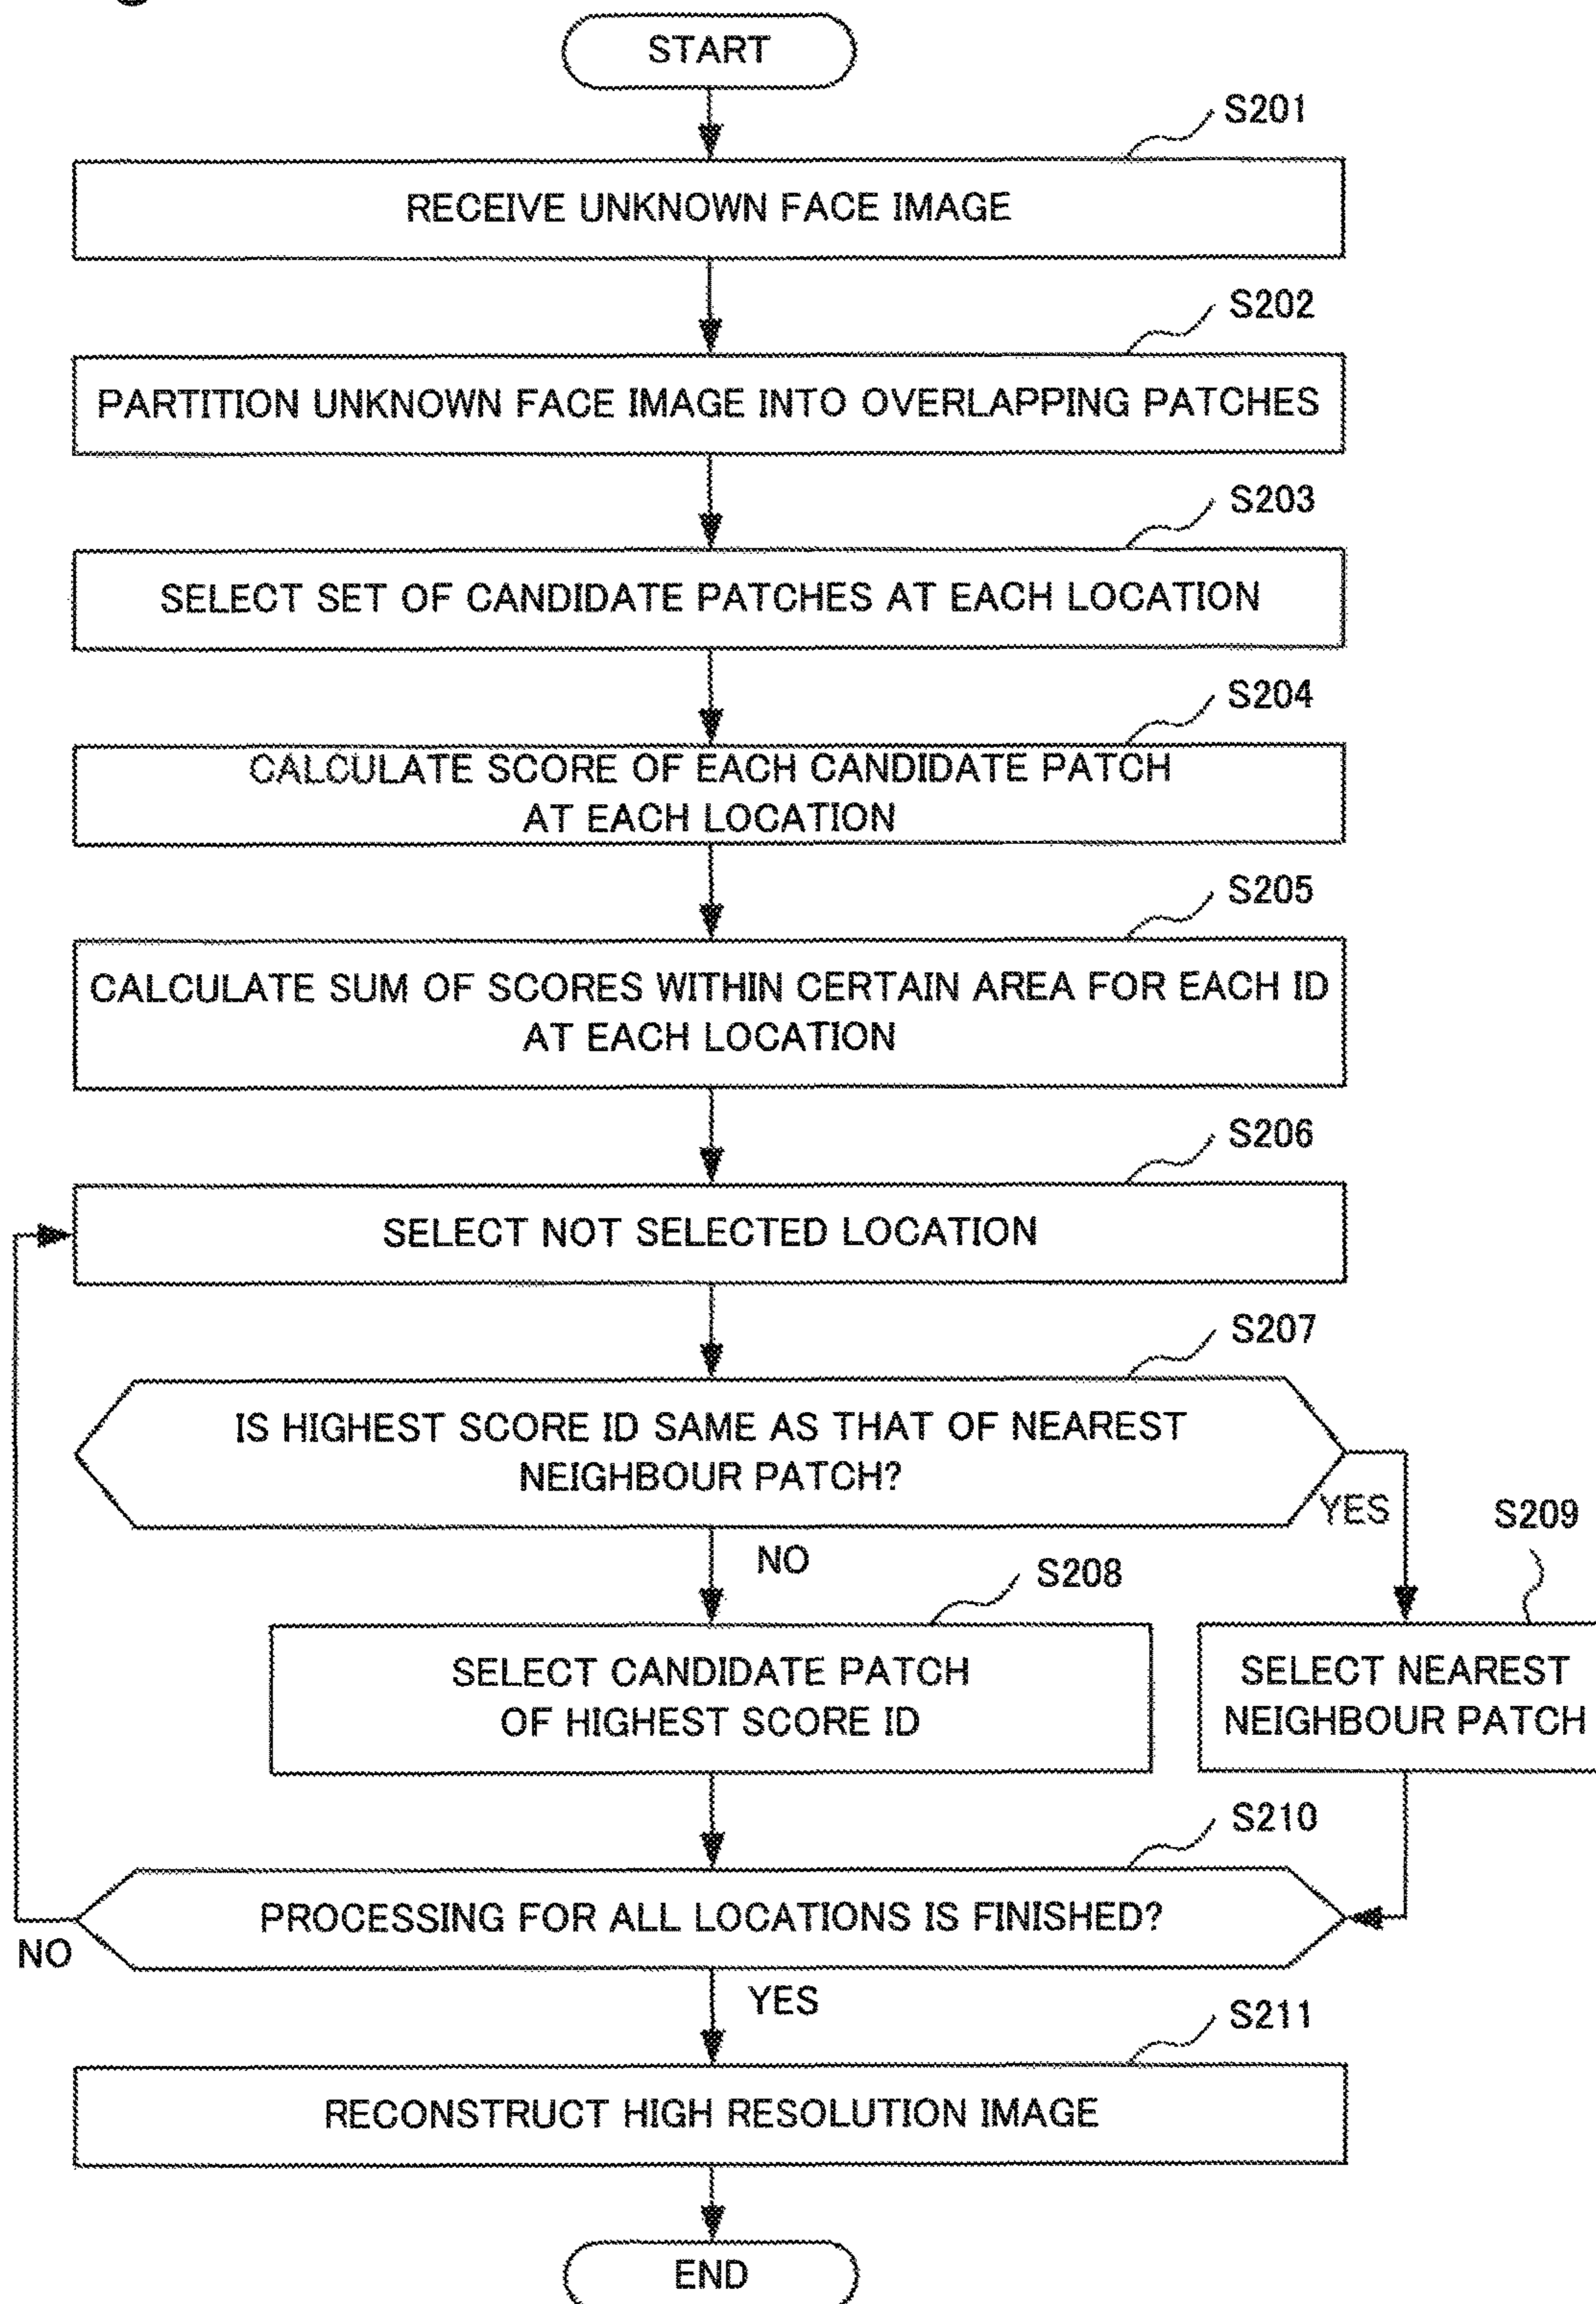 START
S201
RECEIVE UNKNOWN FACE IMAGE
S202
PARTITION UNKNOWN FACE IMAGE INTO OVERLAPPING PATCHES
S203
SELECT SET OF CANDIDATE PATCHES AT EACH LOCATION
S204
CALCULATE SCORE OF EACH CANDIDATE PATCH
AT EACH LOCATION
S205
CALCULATE SUM OF SCORES WITHIN CERTAIN AREA FOR EACH ID
AT EACH LOCATION
S206
SELECT NOT SELECTED LOCATION
S207
IS HIGHEST SCORE ID SAME AS THAT OF NEAREST
NEIGHBOUR PATCH?
YES
NO
S208
SELECT CANDIDATE PATCH
OF HIGHEST SCORE ID
S209
SELECT NEAREST
NEIGHBOUR PATCH
S210
PROCESSING FOR ALL LOCATIONS IS FINISHED?
NO
YES
S211
RECONSTRUCT HIGH RESOLUTION IMAGE
END